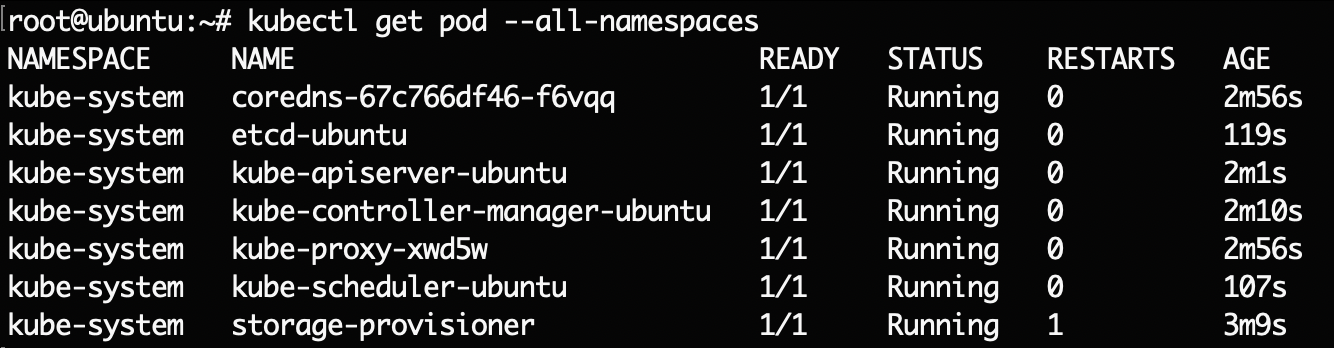 root@ubuntu:~# kubectl get pod --all-namespaces
NAMESPACE     NAME                             READY   STATUS    RESTARTS   AGE
kube-system   coredns-67c766df46-f6vqq         1/1     Running   0          2m56s
kube-system   etcd-ubuntu                      1/1     Running   0          119s
kube-system   kube-apiserver-ubuntu            1/1     Running   0          2m1s
kube-system   kube-controller-manager-ubuntu   1/1     Running   0          2m10s
kube-system   kube-proxy-xwd5w                 1/1     Running   0          2m56s
kube-system   kube-scheduler-ubuntu            1/1     Running   0          107s
kube-system   storage-provisioner              1/1     Running   1          3m9s